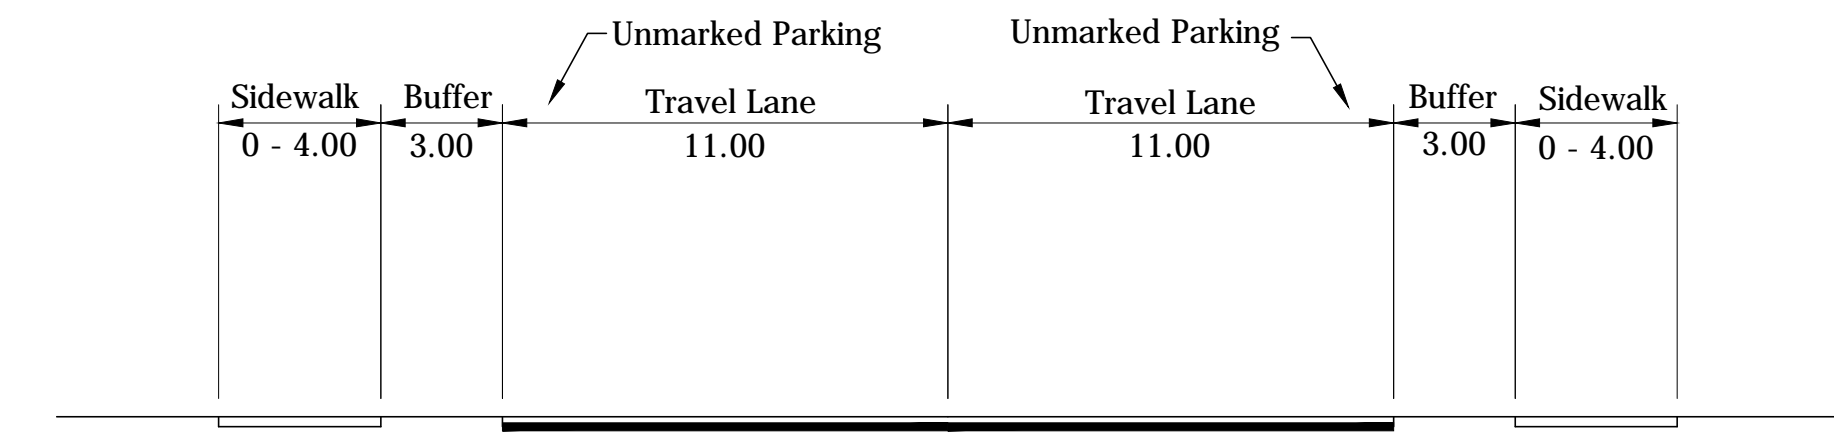 Unmarked Parking
Unmarked Parking
Sidewalk
Buffer
Travel Lane
Travel Lane
Buffer
Sidewalk
0 - 4.00
3.00
11.00
11.00
3.00
0 - 4.00